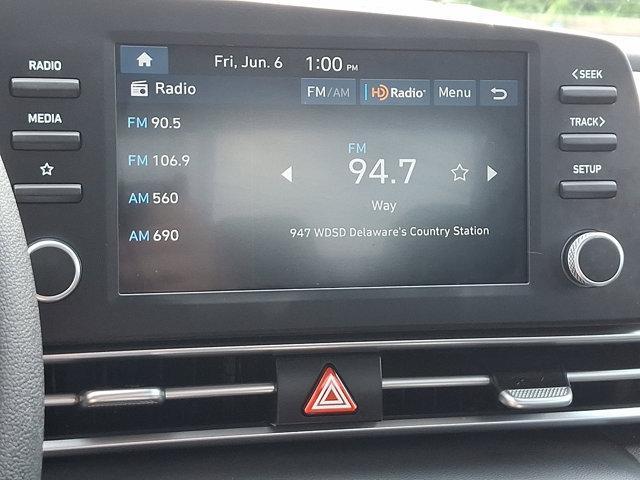 RADIO
MEDIA
Fri, Jun. 6 1:00 PM
Radio
FM/AM HD Radio Menu
FM 90.5
FM 106.9
AM 560
AM 690
FM
94.7
Way
947 WDSD Delaware's Country Station
<SEEK
TRACK>
SETUP